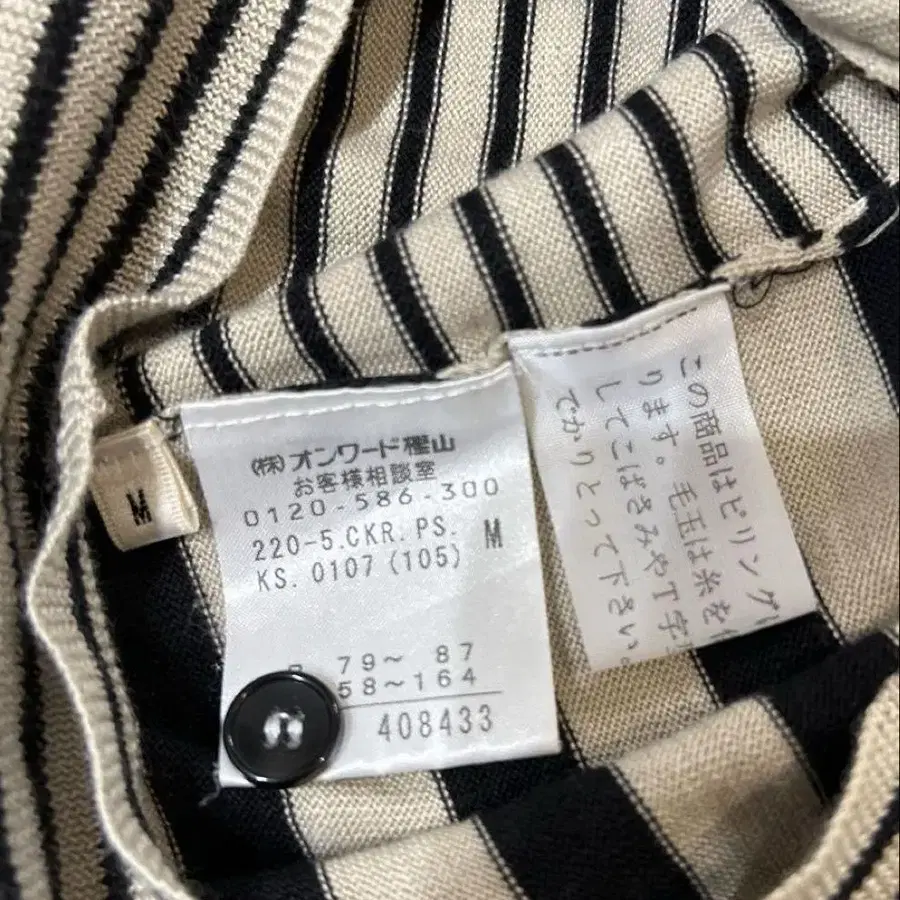 M
(株)オンワード樫山
お客様相談室
0120-586-300
220-5.CKR.PS. M
KS. 0107 (105)
79～ 87
58～164
408433
この商品はピリング
ります。毛玉は糸を
してこばさみやT字
でかりとって下さい。